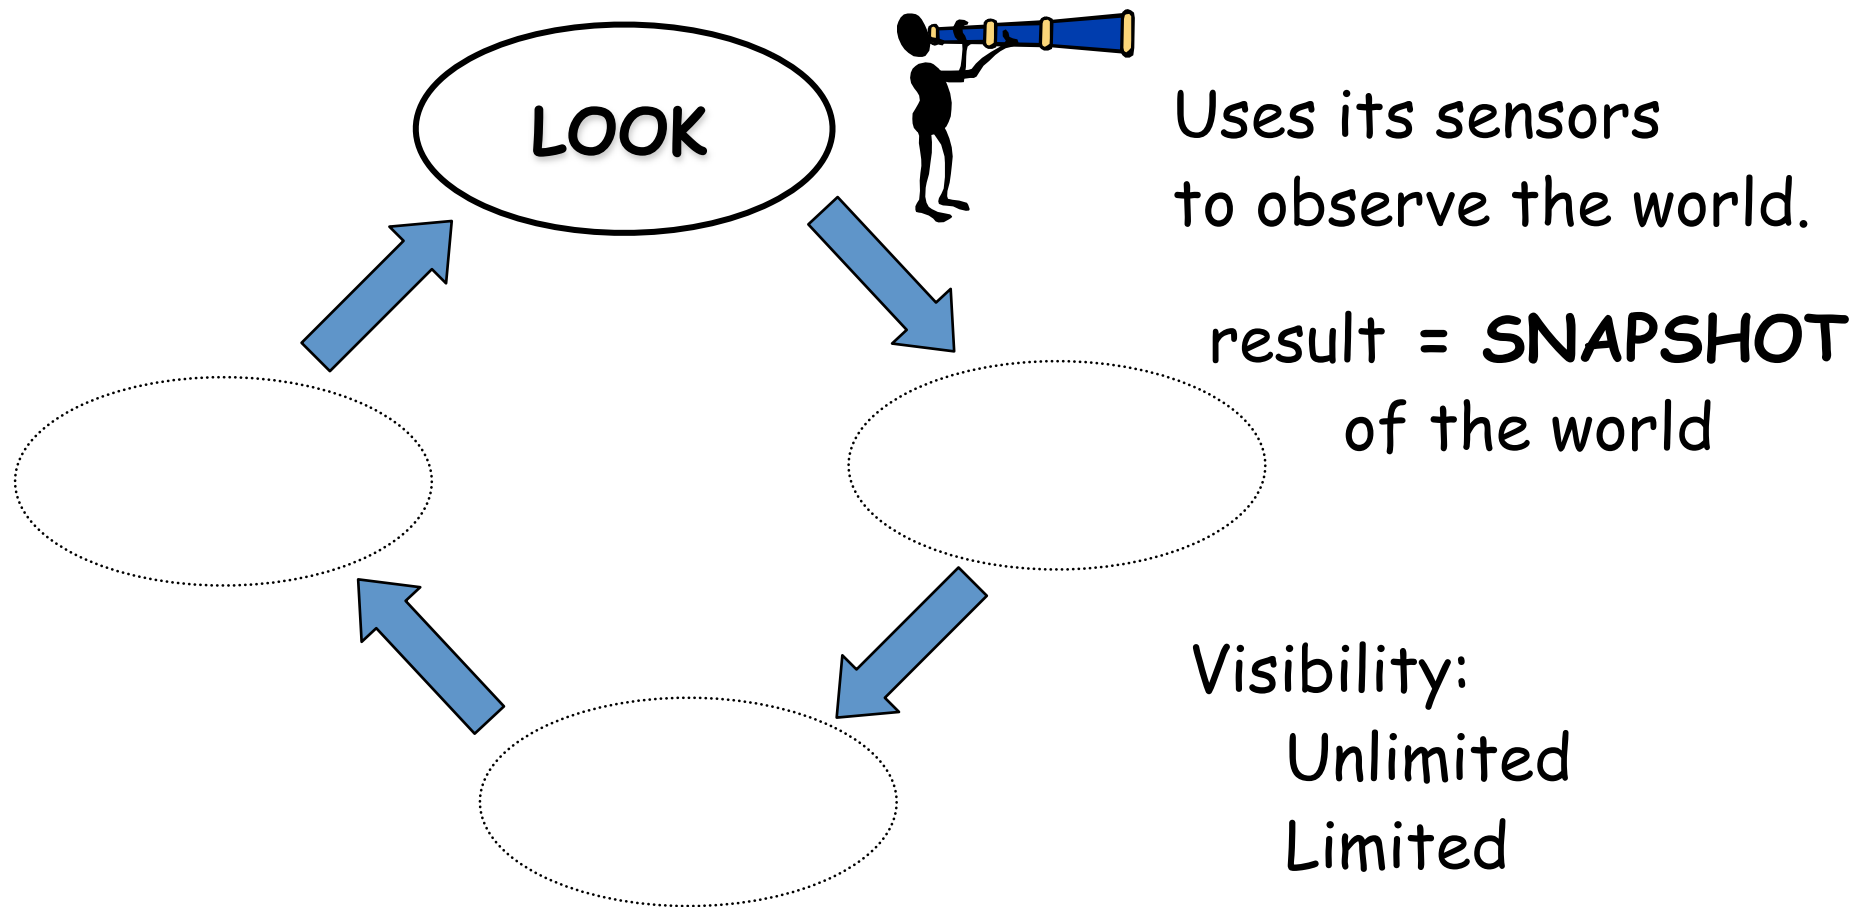 LOOK
Uses its sensors
to observe the world.
result = SNAPSHOT
of the world
Visibility:
Unlimited
Limited